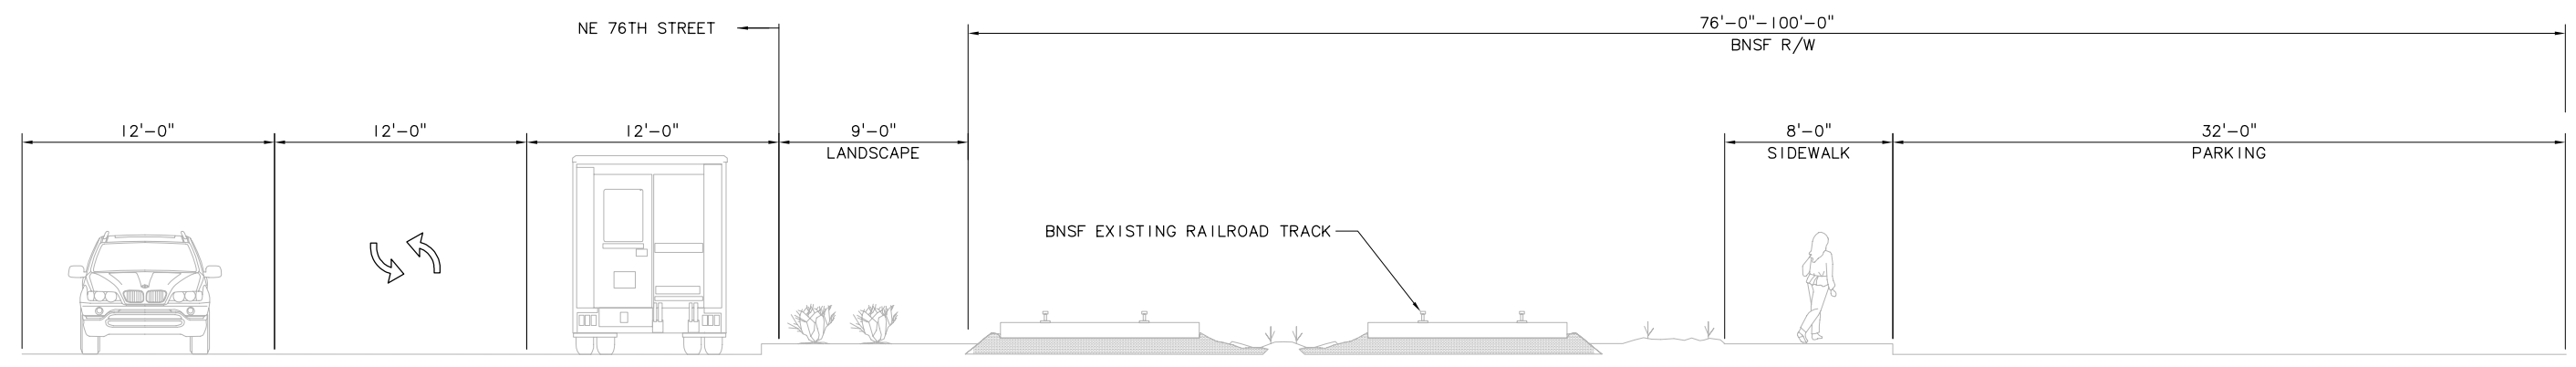 NE 76TH STREET
76'-0"-100'-0"
BNSF R/W
12'-0"
12'-0"
12'-0"
9'-0"
LANDSCAPE
8'-0"
SIDEWALK
32'-0"
PARKING
BNSF EXISTING RAILROAD TRACK